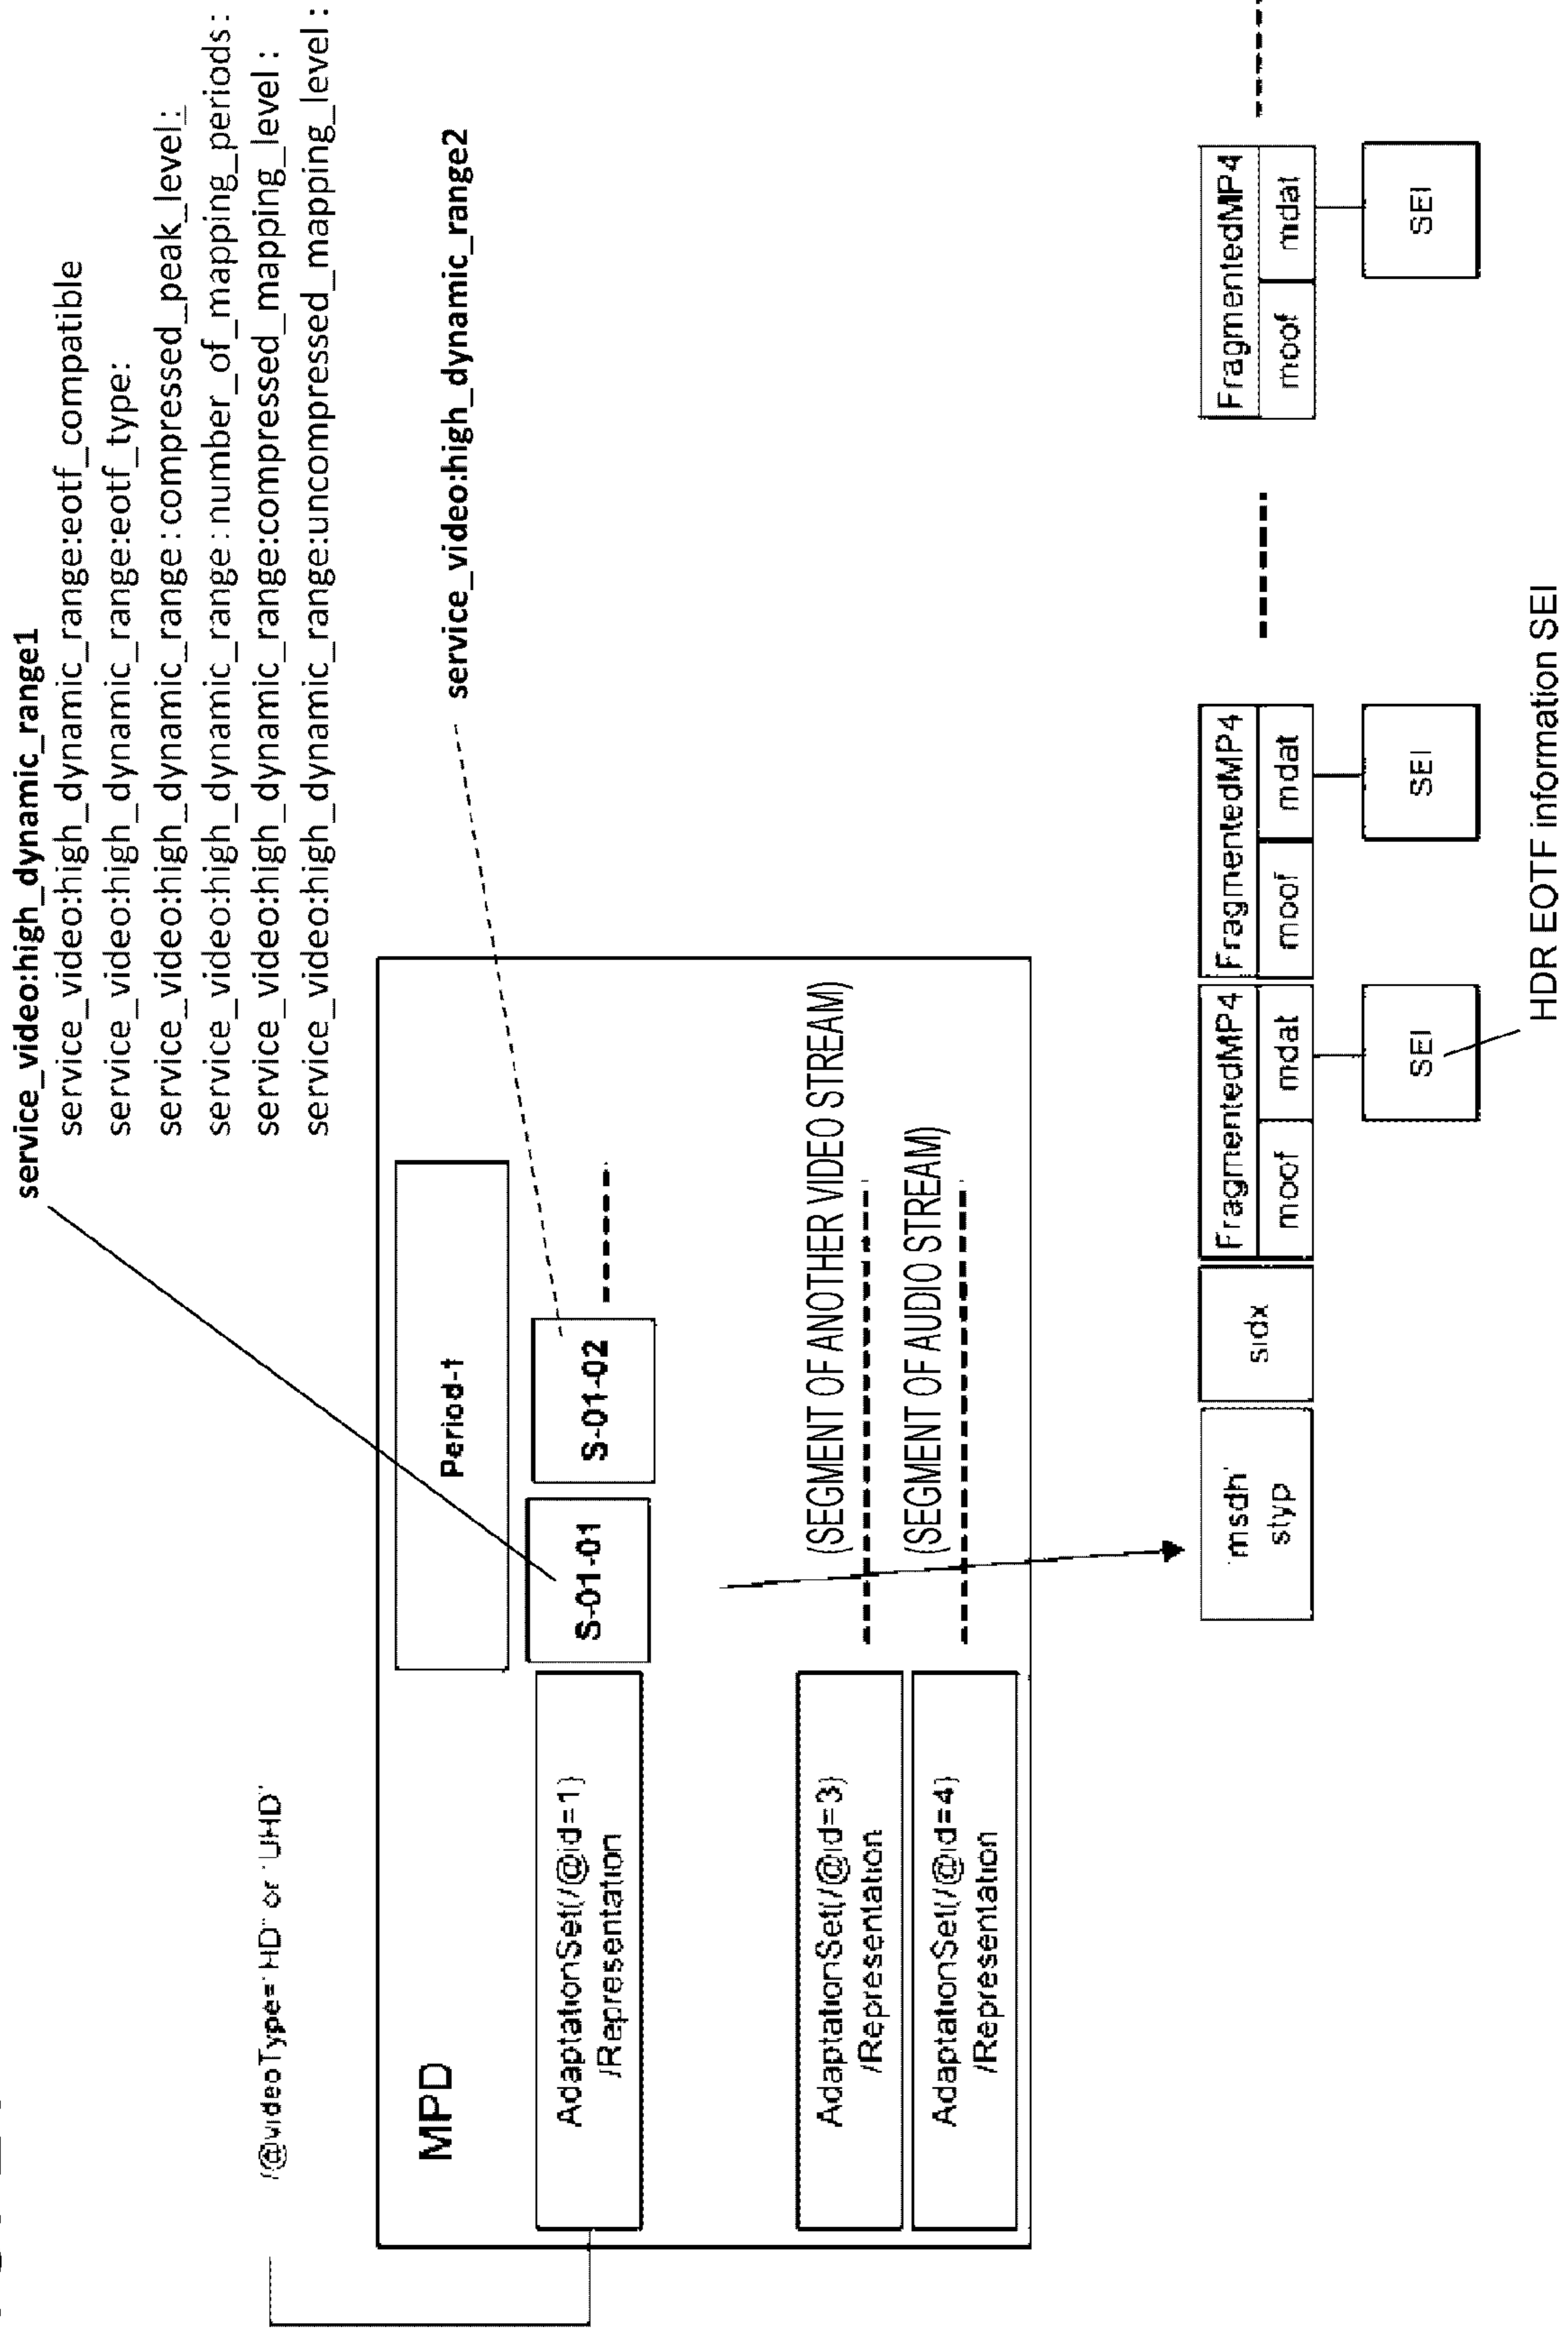 service_video:high_dynamic_range1
service_video:high_dynamic_range:eotf_compatible
service_video:high_dynamic_range:eotf_type:
service_video:high_dynamic_range:compressed_peak_level:
service_video:high_dynamic_range:number_of_mapping_periods:
service_video:high_dynamic_range:compressed_mapping_level:
service_video:high_dynamic_range:uncompressed_mapping_level:
/@videoType="HD" or "UHD"
service_video:high_dynamic_range2
MPD
Period-1
AdaptationSet(/@id=1)
/Representation
S-01-01
S-01-02
AdaptationSet(/@id=3)
/Representation
(SEGMENT OF ANOTHER VIDEO STREAM)
AdaptationSet(/@id=4)
/Representation
(SEGMENT OF AUDIO STREAM)
'msdh'
styp
sidx
FragmentedMP4
moof
mdat
FragmentedMP4
moof
mdat
FragmentedMP4
moof
mdat
SEI
SEI
SEI
HDR EOTF information SEI